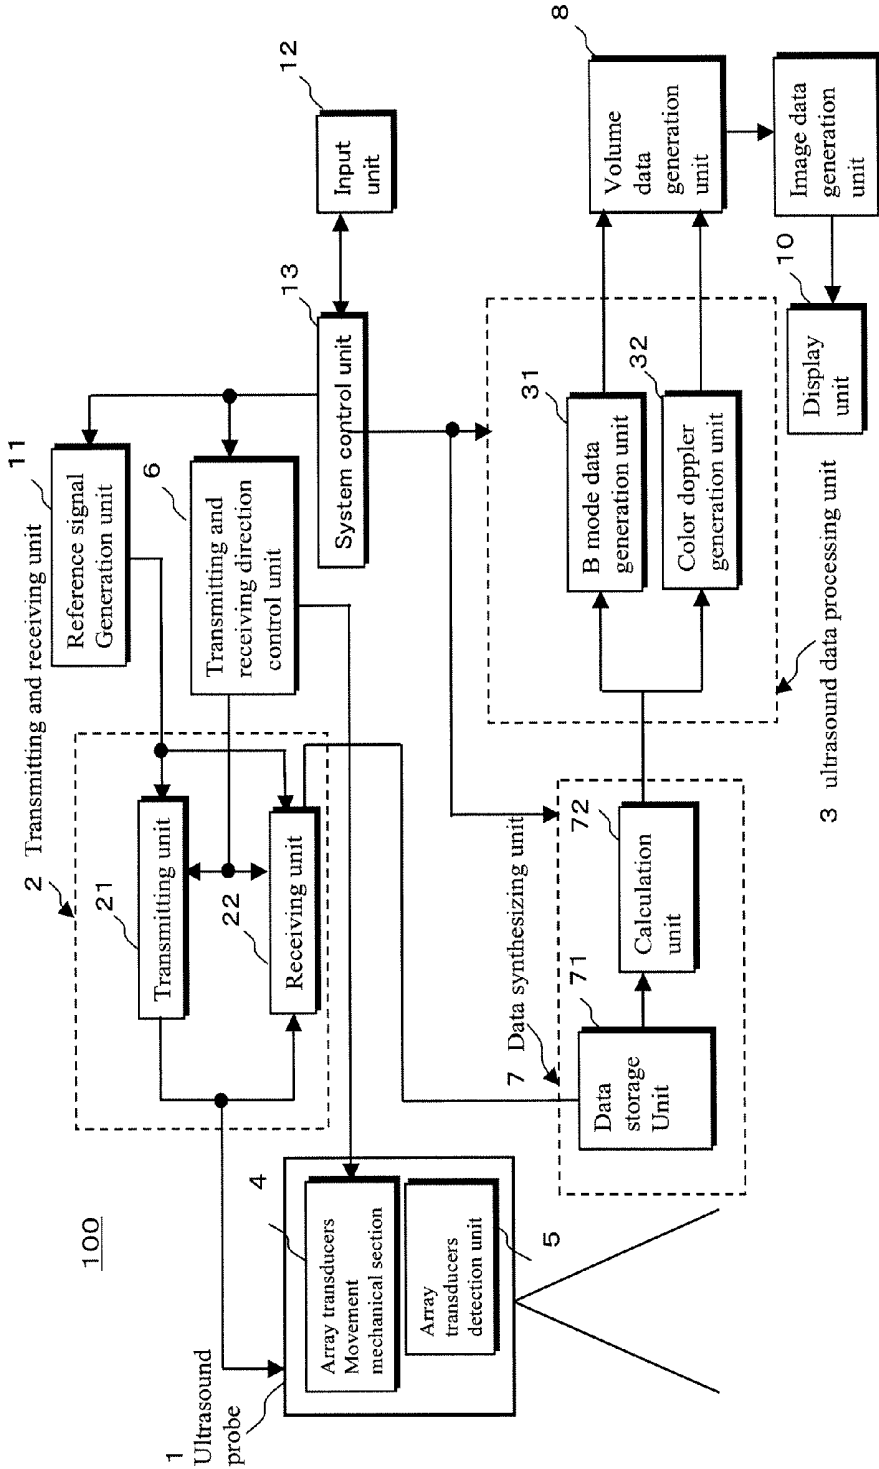 100
1
Ultrasound
probe
4
Array transducers
Movement
mechanical section
Array
transducers
detection unit
5
2 Transmitting and receiving unit
21
Transmitting unit
22
Receiving unit
11
Reference signal
Generation unit
6
Transmitting and
receiving direction
control unit
13
System control unit
12
Input
unit
7 Data synthesizing unit
71
Data
storage
Unit
72
Calculation
unit
3 ultrasound data processing unit
31
B mode data
generation unit
32
Color doppler
generation unit
8
Volume
data
generation
unit
Image data
generation
unit
10
Display
unit